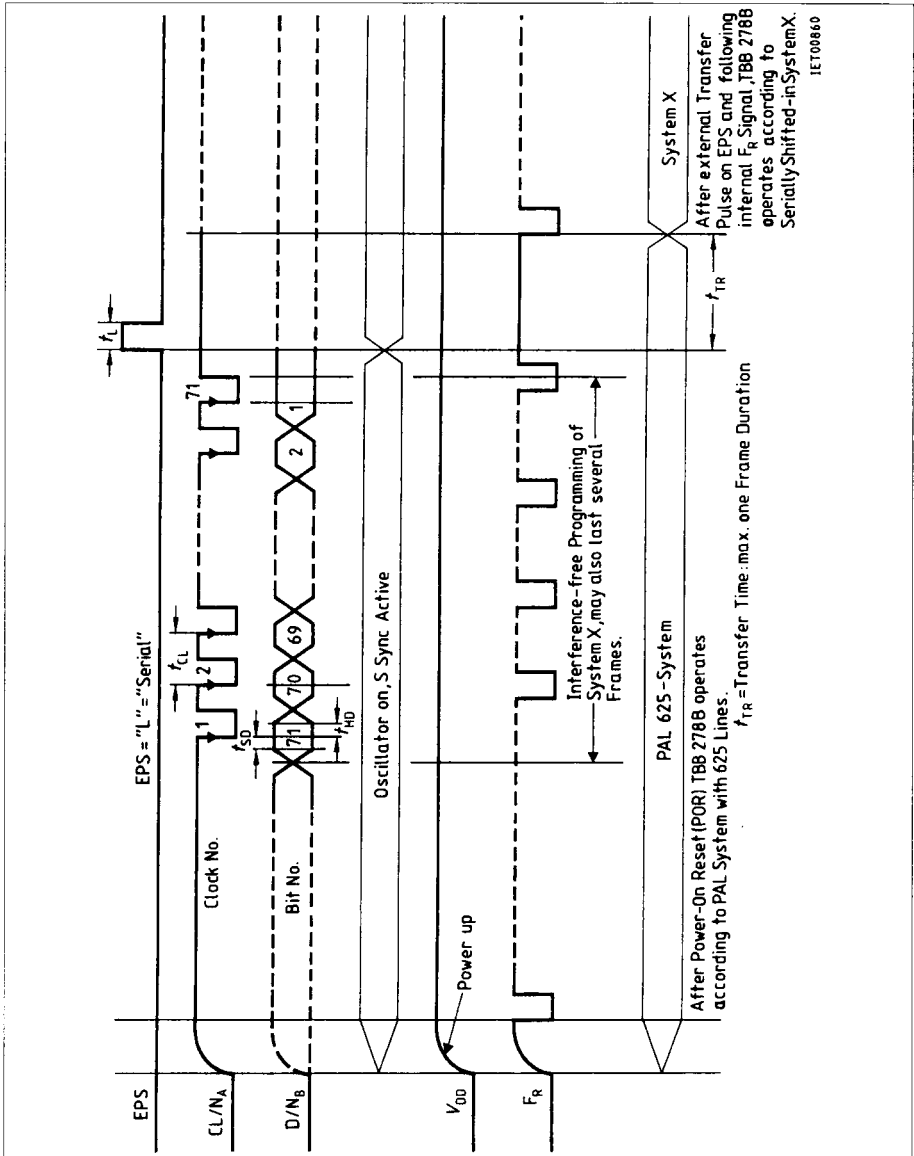 EPS
EPS = "L" = "Serial"
t_L
CL/N_A
Clock No.
1
2
t_CL
71
D/N_B
Bit No.
t_SD
71
t_HD
70
69
2
1
Oscillator on, S Sync Active
V_DD
Power up
F_R
Interference-free Programming of
System X, may also last several
Frames.
PAL 625-System
System X
t_TR
After Power-On Reset (POR) TBB 278B operates
according to PAL System with 625 Lines.
t_TR = Transfer Time: max. one Frame Duration
After external Transfer
Pulse on EPS and following
internal F_R Signal, TBB 278B
operates according to
Serially Shifted-in System X.
IET00860